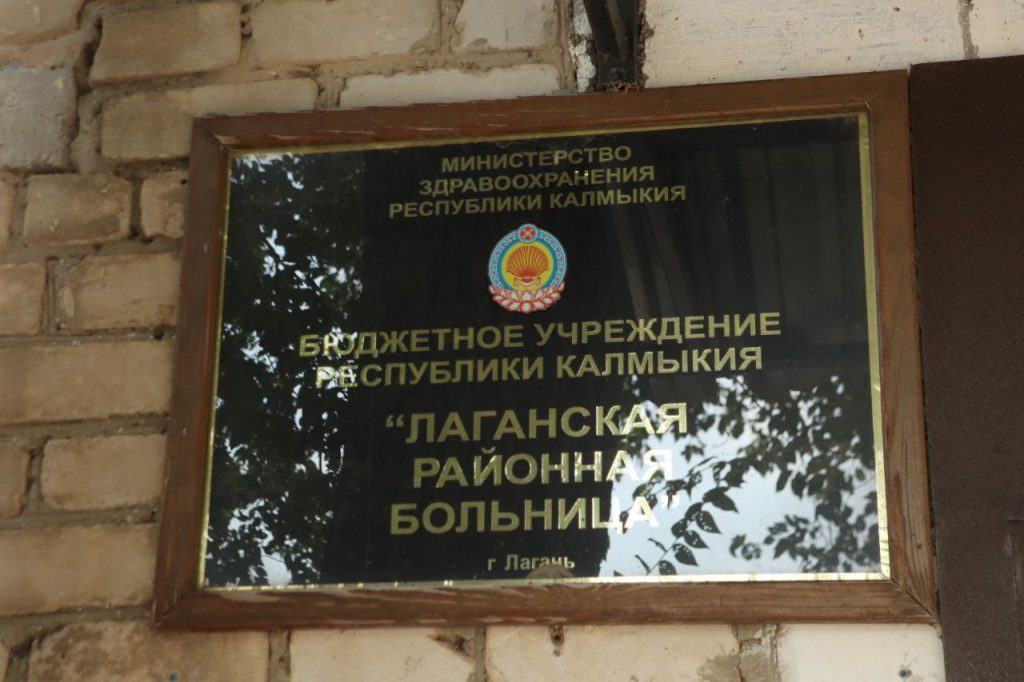 МИНИСТЕРСТВО
ЗДРАВООХРАНЕНИЯ
РЕСПУБЛИКИ КАЛМЫКИЯ
БЮДЖЕТНОЕ УЧРЕЖДЕНИЕ
РЕСПУБЛИКИ КАЛМЫКИЯ
“ЛАГАНСКАЯ
РАЙОННАЯ
БОЛЬНИЦА”
г Лагань